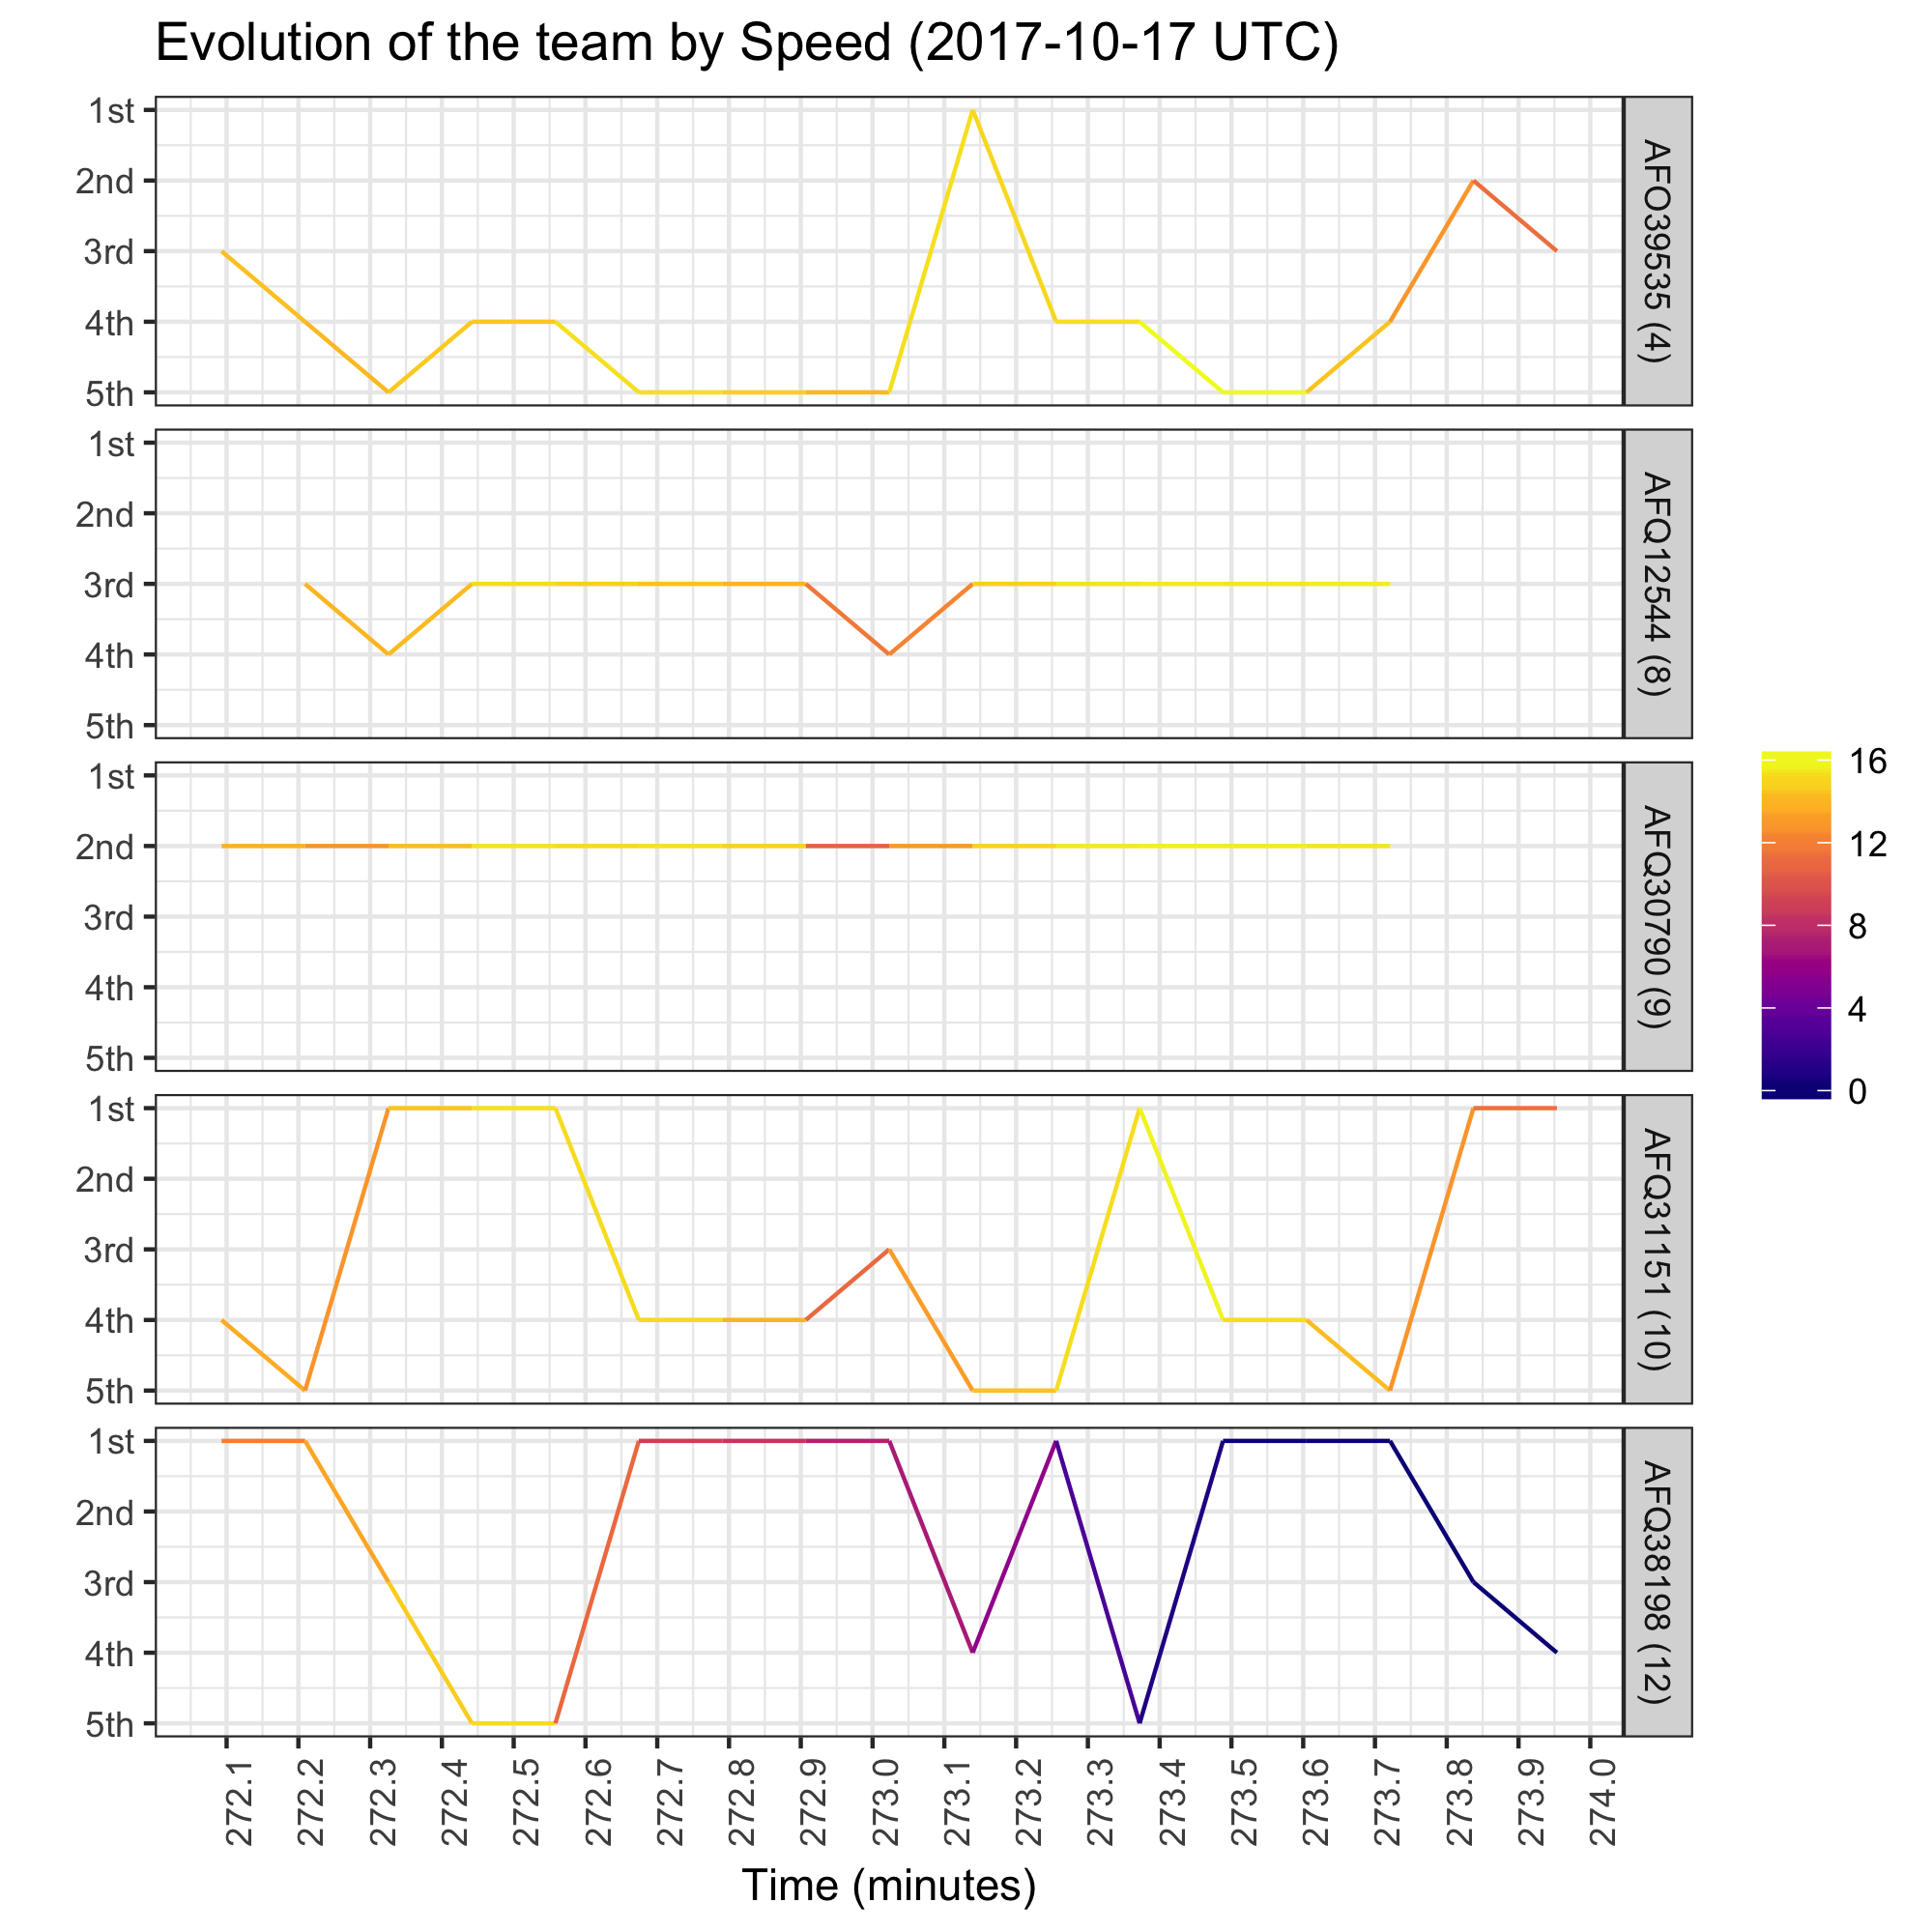 Evolution of the team by Speed (2017-10-17 UTC)
1st
2nd
3rd
4th
5th
AFO39535 (4)
1st
2nd
3rd
4th
5th
AFQ12544 (8)
1st
2nd
3rd
4th
5th
AFQ30790 (9)
1st
2nd
3rd
4th
5th
AFQ31151 (10)
1st
2nd
3rd
4th
5th
AFQ38198 (12)
16
12
8
4
0
272.1 272.2 272.3 272.4 272.5 272.6 272.7 272.8 272.9 273.0 273.1 273.2 273.3 273.4 273.5 273.6 273.7 273.8 273.9 274.0
Time (minutes)